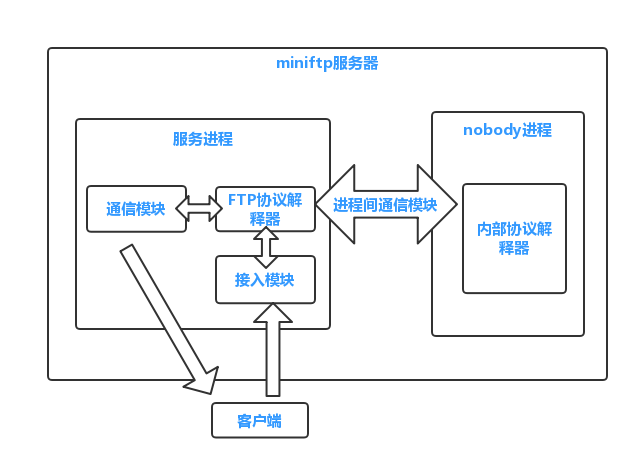 miniftp服务器
服务进程
nobody进程
通信模块
FTP协议解
释器
进程间通信模块
内部协议解
释器
接入模块
客户端